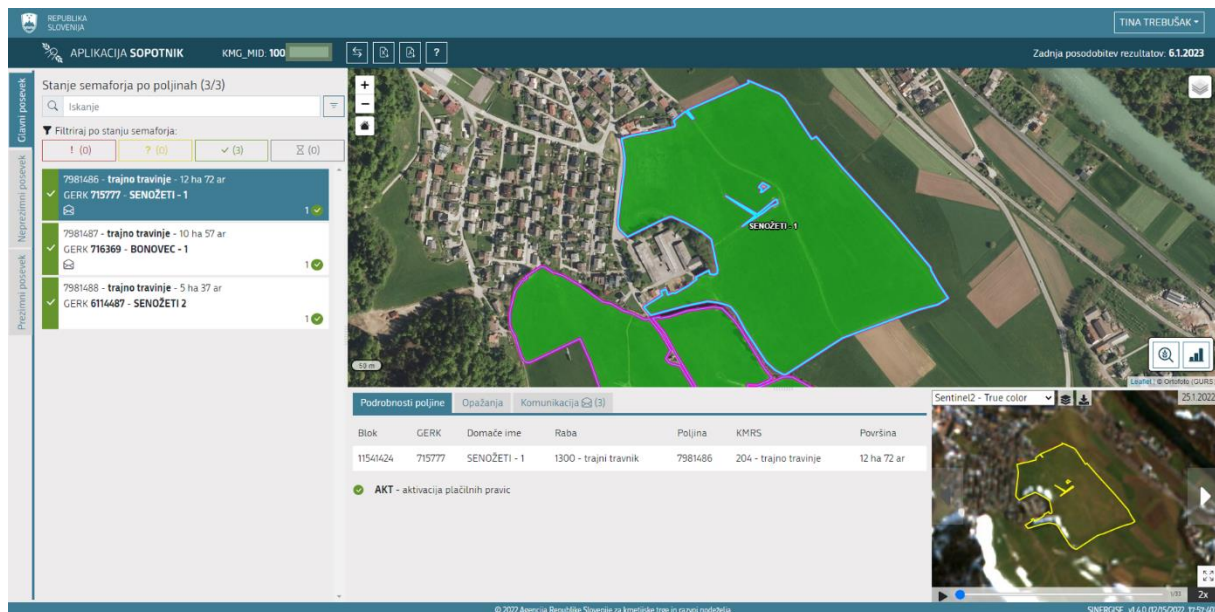 REPUBLIKA
SLOVENIJA
TINA TREBUŠAK
APLIKACIJA SOPOTNIK
KMG_MID: 100
?
Zadnja posodobitev rezultatov: 6.1.2023
Glavni posevek
Neprezimni posevek
Prezimni posevek
Stanje semaforja po poljinah (3/3)
Iskanje
Filtriraj po stanju semaforja:
! (0)
? (0)
(3)
(0)
7981486 - trajno travinje - 12 ha 72 ar
GERK 715777 - SENOŽETI - 1
1
7981487 - trajno travinje - 10 ha 57 ar
GERK 716369 - BONOVEC - 1
1
7981488 - trajno travinje - 5 ha 37 ar
GERK 6114487 - SENOŽETI 2
1
+
−
SENOŽETI - 1
50 m
Leaflet | © Ortofoto (GURS
Podrobnosti poljine
Opažanja
Komunikacija (3)
Blok GERK Domače ime Raba Poljina KMRS Površina
11541424 715777 SENOŽETI - 1 1300 - trajni travnik 7981486 204 - trajno travinje 12 ha 72 ar
AKT - aktivacija plačilnih pravic
Sentinel2 - True color
25.1.2022
2x
© 2022 Agencija Republike Slovenije za kmetijske trge in razvoj podeželja